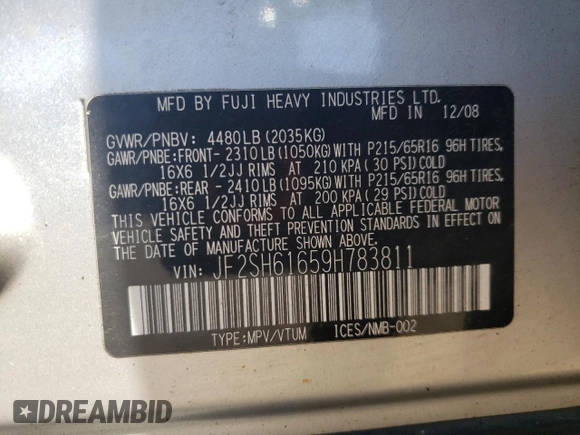 MFD BY FUJI HEAVY INDUSTRIES LTD.
MFD IN 12/08
GVWR/PNBV: 4480LB(2035KG)
GAWR/PNBE:FRONT- 2310LB(1050KG)WITH P215/65R16 96H TIRES,
16X6 1/2JJ RIMS AT 210 KPA(30 PSI)COLD
GAWR/PNBE:REAR - 2410LB(1095KG)WITH P215/65R16 96H TIRES,
16X6 1/2JJ RIMS AT 200 KPA(29 PSI)COLD
THIS VEHICLE CONFORMS TO ALL APPLICABLE FEDERAL MOTOR
VEHICLE SAFETY AND THEFT PREVENTION STANDARDS IN EFFECT ON
THE DATE OF MANUFACTURE SHOWN ABOVE.
VIN: JF2SH61659H783811
TYPE:MPV/VTUM ICES/NMB-002
DREAMBID